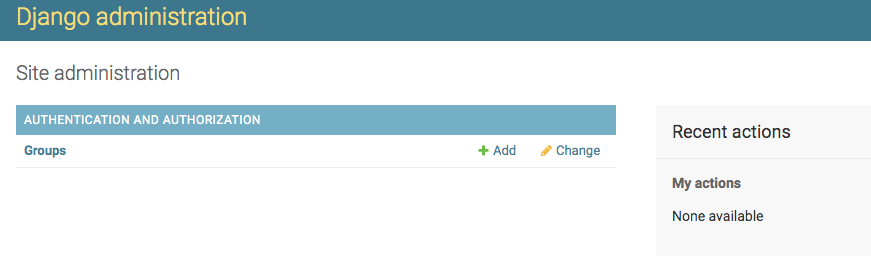 Django administration
Site administration
AUTHENTICATION AND AUTHORIZATION
Groups
Add
Change
Recent actions
My actions
None available